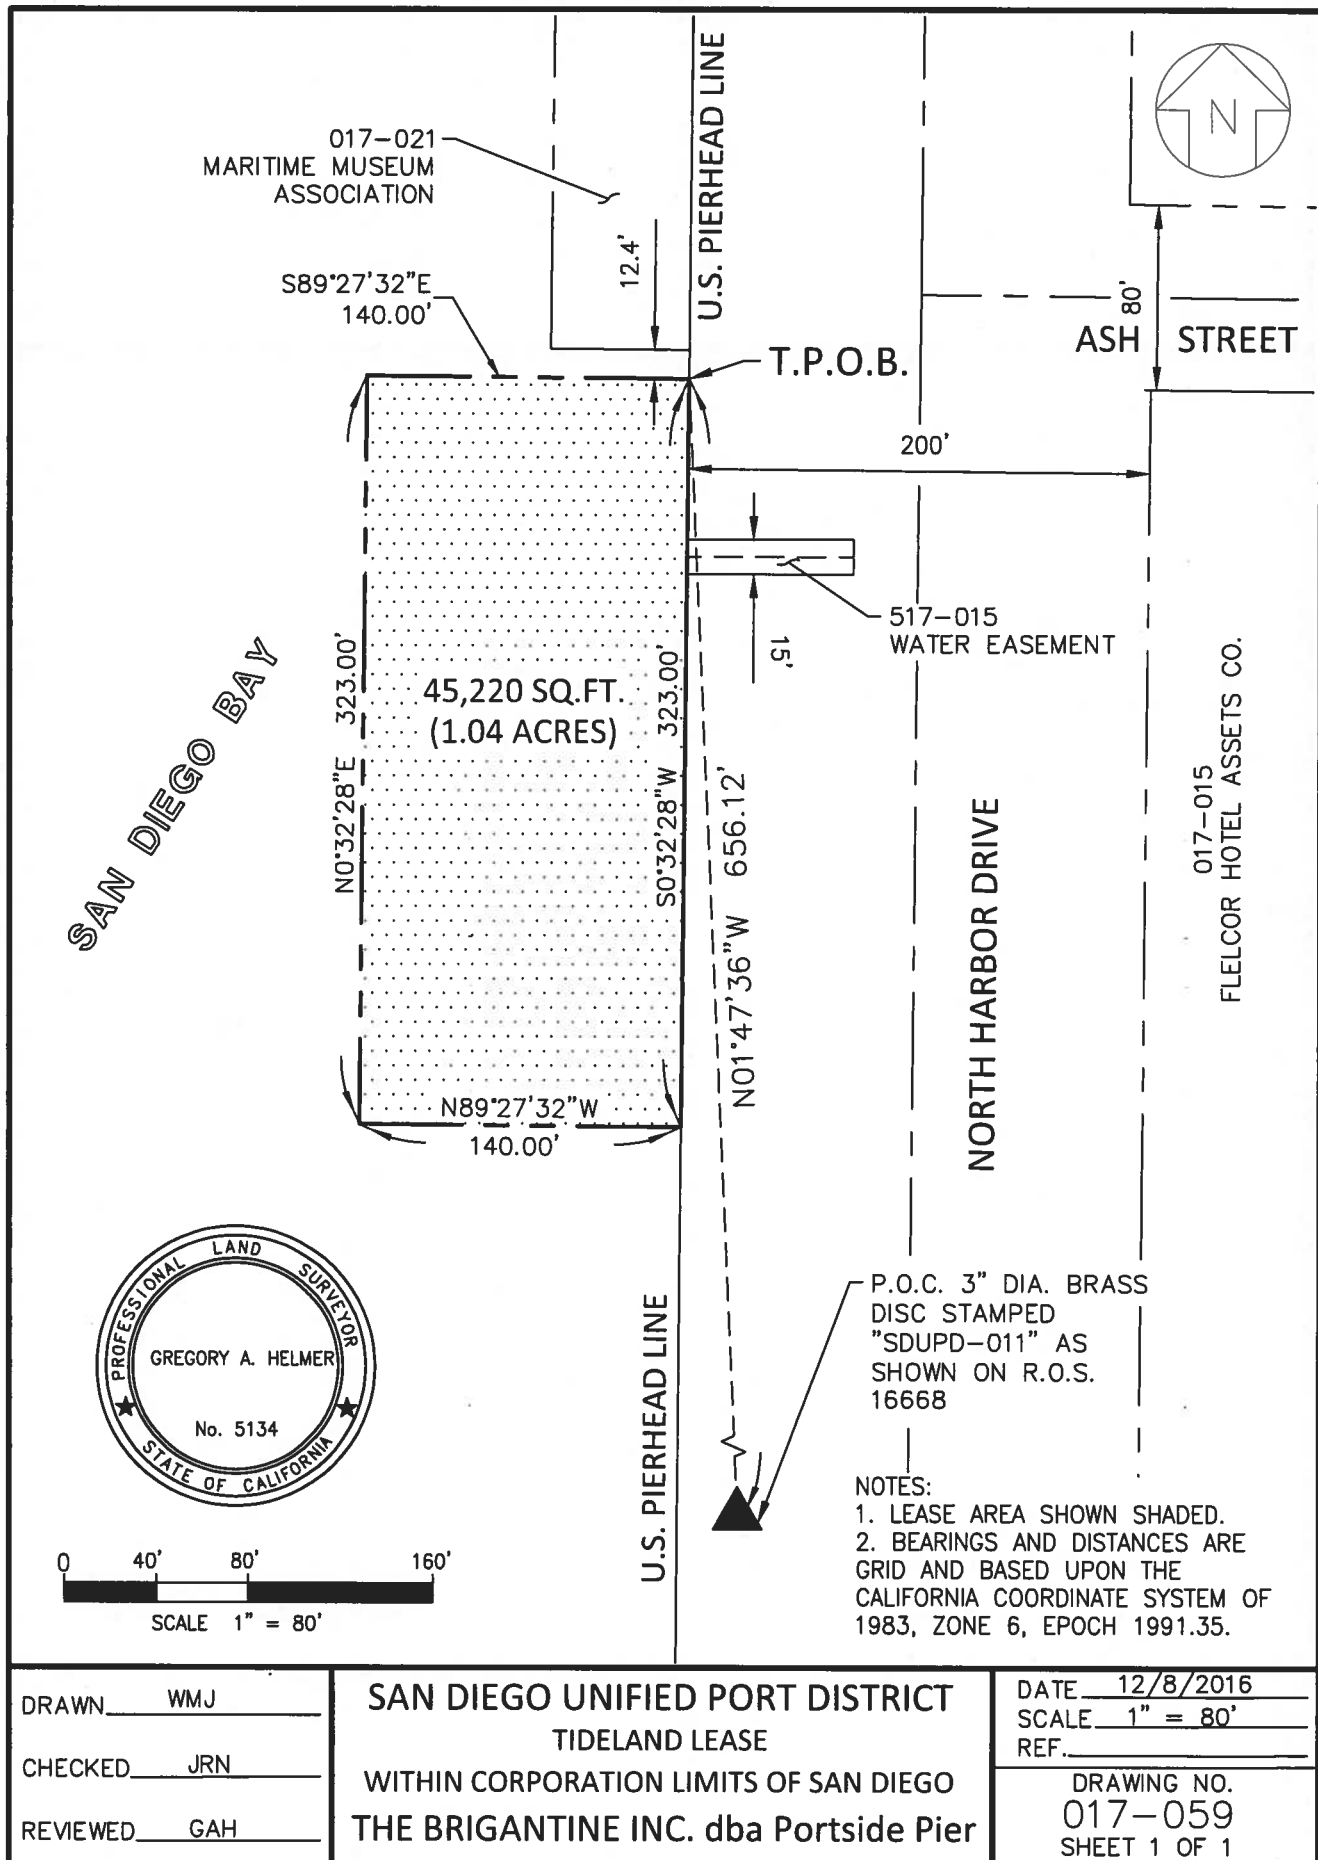 N
U.S. PIERHEAD LINE
017-021
MARITIME MUSEUM
ASSOCIATION
12.4'
S89°27'32"E
140.00'
80'
ASH STREET
T.P.O.B.
200'
517-015
WATER EASEMENT
15'
SAN DIEGO BAY
N0°32'28"E 323.00'
45,220 SQ.FT.
(1.04 ACRES)
S0°32'28"W 323.00'
N01°47'36"W 656.12'
NORTH HARBOR DRIVE
017-015
FLELCOR HOTEL ASSETS CO.
N89°27'32"W
140.00'
PROFESSIONAL LAND SURVEYOR
GREGORY A. HELMER
No. 5134
STATE OF CALIFORNIA
U.S. PIERHEAD LINE
P.O.C. 3" DIA. BRASS
DISC STAMPED
"SDUPD-011" AS
SHOWN ON R.O.S.
16668
NOTES:
1. LEASE AREA SHOWN SHADED.
2. BEARINGS AND DISTANCES ARE
GRID AND BASED UPON THE
CALIFORNIA COORDINATE SYSTEM OF
1983, ZONE 6, EPOCH 1991.35.
0 40' 80' 160'
SCALE 1" = 80'
DRAWN WMJ
CHECKED JRN
REVIEWED GAH
SAN DIEGO UNIFIED PORT DISTRICT
TIDELAND LEASE
WITHIN CORPORATION LIMITS OF SAN DIEGO
THE BRIGANTINE INC. dba Portside Pier
DATE 12/8/2016
SCALE 1" = 80'
REF.
DRAWING NO.
017-059
SHEET 1 OF 1